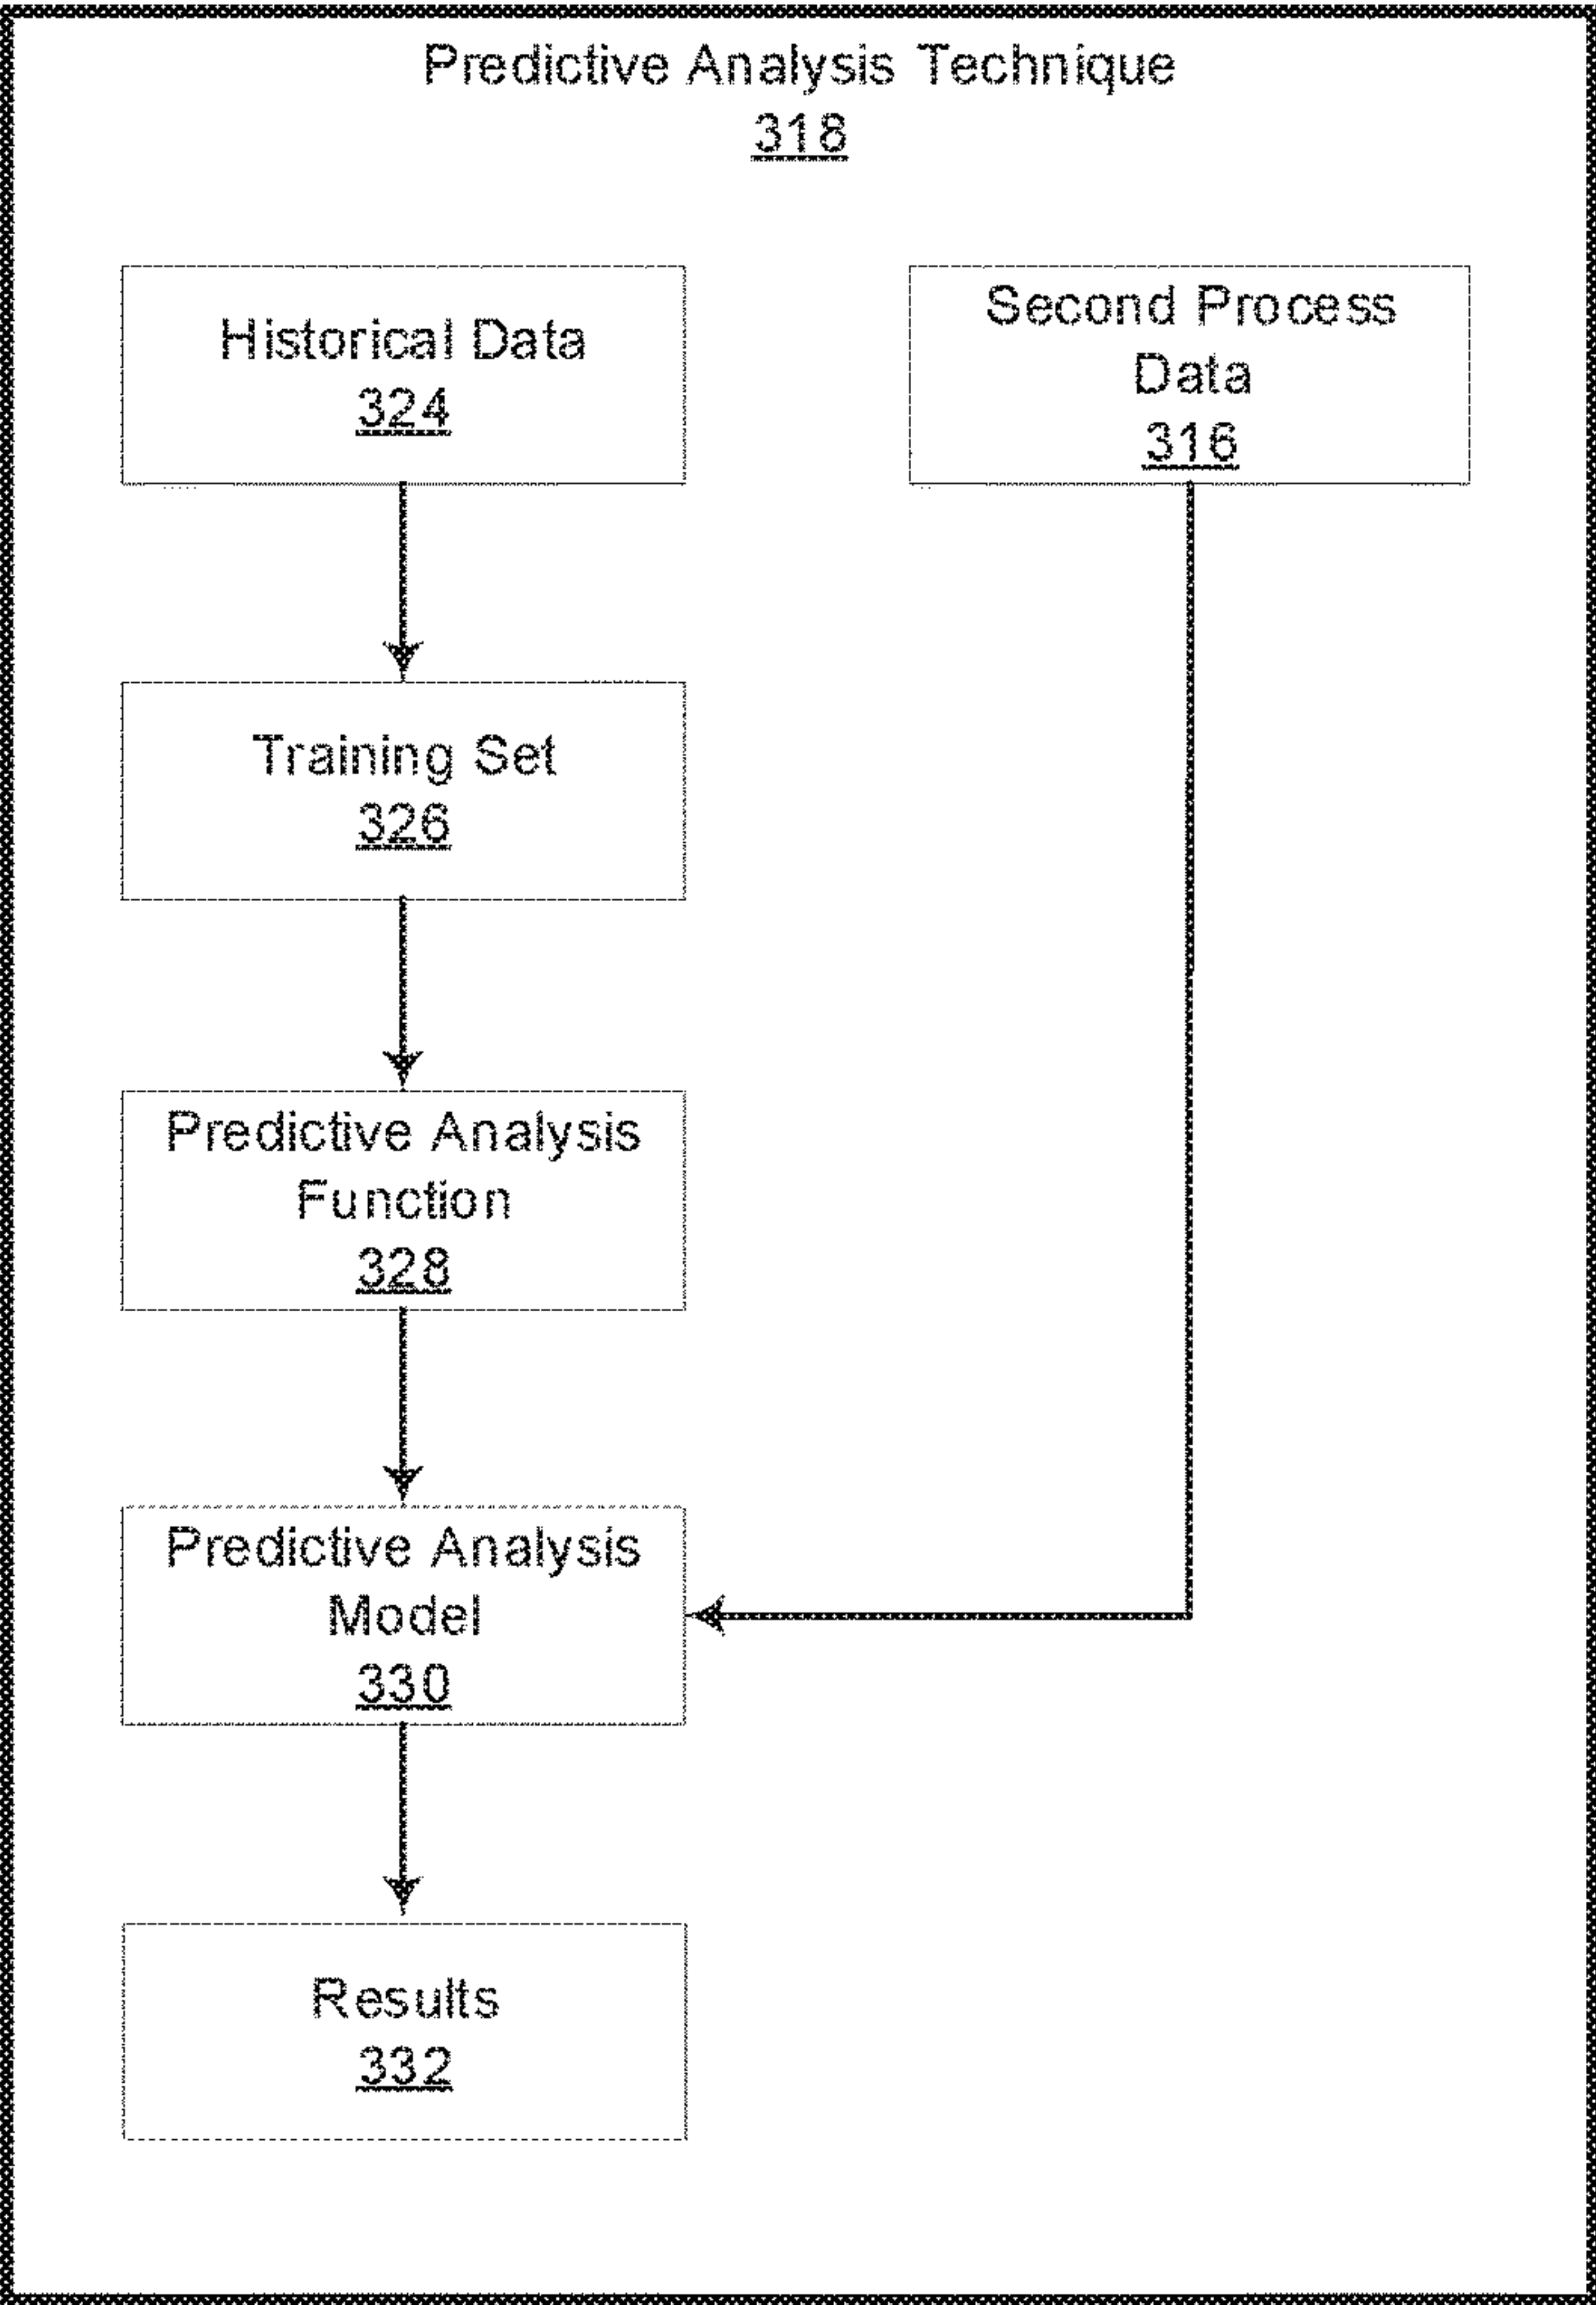 Predictive Analysis Technique
318
Historical Data
324
Second Process
Data
316
Training Set
326
Predictive Analysis
Function
328
Predictive Analysis
Model
330
Results
332